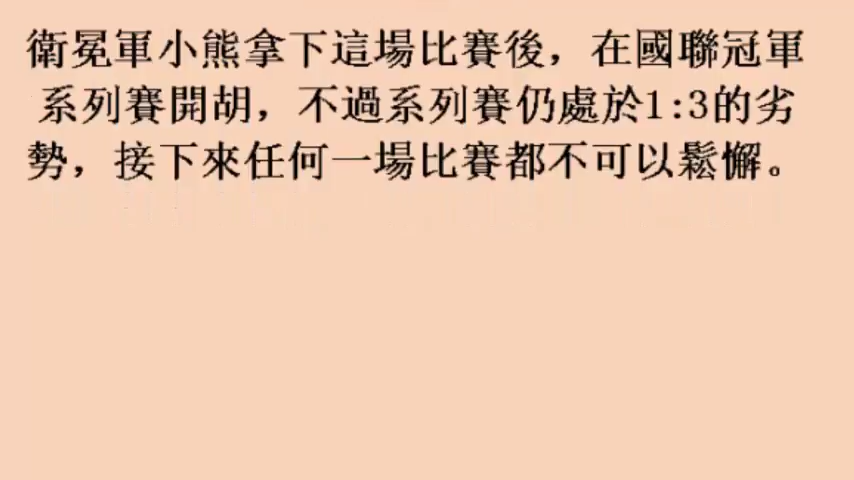 衛冕軍小熊拿下這場比賽後，在國聯冠軍
系列賽開胡，不過系列賽仍處於1:3的劣
勢，接下來任何一場比賽都不可以鬆懈。